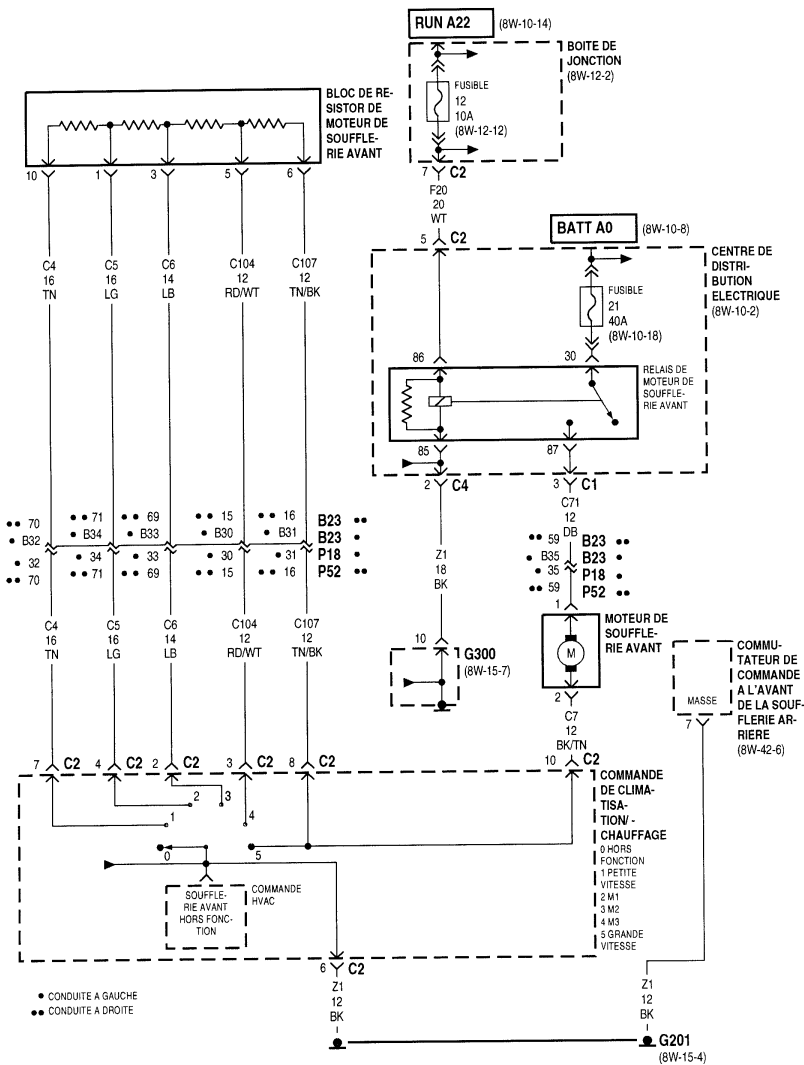 RUN A22 (8W-10-14)
BOITE DE
JONCTION
(8W-12-2)
FUSIBLE
12
10A
(8W-12-12)
7 C2
F20
20
WT
5 C2
BLOC DE RE-
SISTOR DE
MOTEUR DE
SOUFFLE-
RIE AVANT
10 1 3 5 6
C4 C5 C6 C104 C107
16 16 14 12 12
TN LG LB RD/WT TN/BK
BATT A0 (8W-10-8)
CENTRE DE
DISTRI-
BUTION
ELECTRIQUE
(8W-10-2)
FUSIBLE
21
40A
(8W-10-18)
86 30
RELAIS DE
MOTEUR DE
SOUFFLE-
RIE AVANT
85 87
2 C4 3 C1
C71
12
DB
•• 70 •• 71 •• 69 •• 15 •• 16 B23 ••
• B32 • B34 • B33 • B30 • B31 B23 •
• 32 • 34 • 33 • 30 • 31 P18 •
•• 70 •• 71 •• 69 •• 15 •• 16 P52 ••
•• 59 B23 ••
B35 B23 •
• 35 P18 •
•• 59 P52 ••
Z1
18
BK
1
MOTEUR DE
SOUFFLE-
RIE AVANT
M
2
C7
12
BK/TN
C4 C5 C6 C104 C107
16 16 14 12 12
TN LG LB RD/WT TN/BK
10 G300
(8W-15-7)
MASSE
7
COMMU-
TATEUR DE
COMMANDE
A L'AVANT
DE LA SOUF-
FLERIE AR-
RIERE
(8W-42-6)
7 C2 4 C2 2 C2 3 C2 8 C2 10 C2
1 2 3 4
0 5
COMMANDE
DE CLIMA-
TISA-
TION/ -
CHAUFFAGE
0 HORS
FONCTION
1 PETITE
VITESSE
2 M1
3 M2
4 M3
5 GRANDE
VITESSE
SOUFFLE-
RIE AVANT
HORS FONC-
TION
COMMANDE
HVAC
6 C2
Z1
12
BK
Z1
12
BK
• CONDUITE A GAUCHE
•• CONDUITE A DROITE
G201
(8W-15-4)